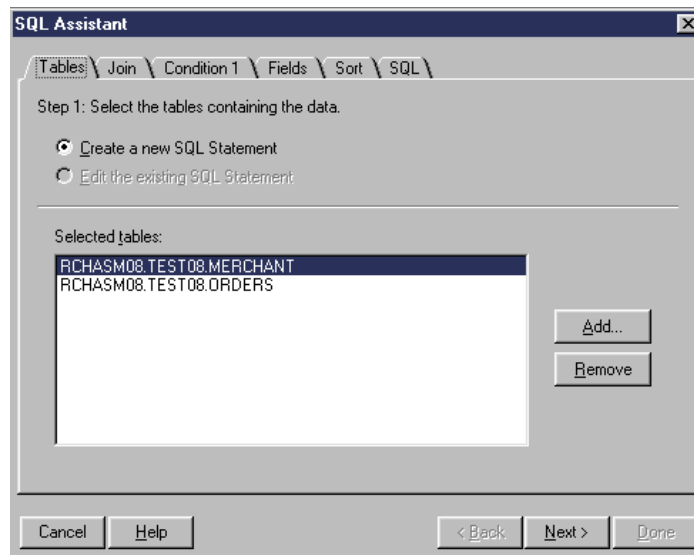 SQL Assistant
Tables Join Condition 1 Fields Sort SQL
Step 1: Select the tables containing the data.
Create a new SQL Statement
Edit the existing SQL Statement
Selected tables:
RCHASM08.TEST08.MERCHANT
RCHASM08.TEST08.ORDERS
Add...
Remove
Cancel Help < Back Next > Done